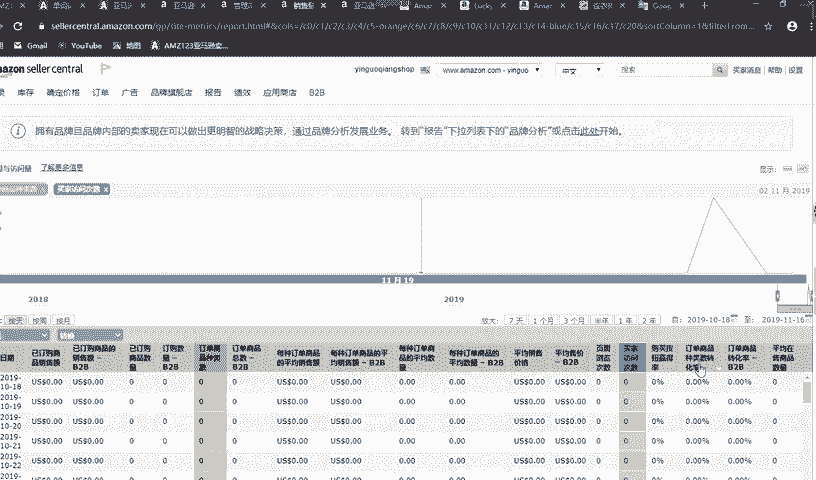 sellercentral.amazon.com/gp/site-metrics/report.html#&cols=/c0/c1/c2/c3/c4/c5-orange/c6/c7/c8/c9/c10/c11/c12/c13/c14-blue/c15/c16/c17/c20&sortColumn=1&filterFrom...
Gmail YouTube 地图 AMZ123亚马逊卖...
amazon seller central yinguoqiangshop www.amazon.com - yinguo 中文 搜索 买家消息 | 帮助 | 设置
库存 确定价格 订单 广告 品牌旗舰店 报告 绩效 应用商店 B2B
拥有品牌且品牌内部的卖家现在可以做出更明智的战略决策，通过品牌分析发展业务。 转到“报告”下拉列表下的“品牌分析”或点击此处开始。
了解更多信息 显示:
买家访问次数 x 02 11月 2019
11月 19
2018 2019
按天 按周 按月 放大: 7 天 1 个月 3 个月 半年 1 年 2 年 自: 2019-10-18 至: 2019-11-16
日期 已订购商品销售额 已订购商品的销售额 – B2B 已订购商品数量 订购数量 – B2B 订单商品种类数 订单商品总数 – B2B 每种订单商品的平均销售额 每种订单商品的平均销售额 – B2B 每种订单商品的平均数量 每种订单商品的平均数量 – B2B 平均销售价格 平均售价 – B2B 页面浏览次数 买家访问次数 购买按钮赢得率 订单商品种类数转化率 订单商品转化率 – B2B 平均在售商品数量
2019-10-18 US$0.00 US$0.00 0 0 0 0 US$0.00 US$0.00 0.00 0.00 US$0.00 US$0.00 0 0 0% 0.00% 0.00% 0
2019-10-19 US$0.00 US$0.00 0 0 0 0 US$0.00 US$0.00 0.00 0.00 US$0.00 US$0.00 0 0 0% 0.00% 0.00% 0
2019-10-20 US$0.00 US$0.00 0 0 0 0 US$0.00 US$0.00 0.00 0.00 US$0.00 US$0.00 0 0 0% 0.00% 0.00% 0
2019-10-21 US$0.00 US$0.00 0 0 0 0 US$0.00 US$0.00 0.00 0.00 US$0.00 US$0.00 0 0 0% 0.00% 0.00% 0
2019-10-22 US$0.00 US$0.00 0 0 0 0 US$0.00 US$0.00 0.00 0.00 US$0.00 US$0.00 0 0 0% 0.00% 0.00% 0